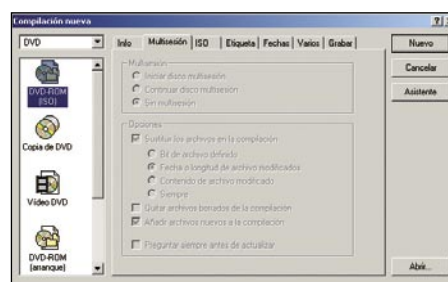 Compilación nueva
DVD
DVD-ROM (ISO)
Copia de DVD
Vídeo DVD
DVD-ROM (arranque)
Info Multisesión ISO Etiqueta Fechas Varios Grabar
Multisesión
Iniciar disco multisesión
Continuar disco multisesión
Sin multisesión
Opciones
Sustituir los archivos en la compilación
Bit de archivo definido
Fecha o longitud de archivo modificados
Contenido de archivo modificado
Siempre
Quitar archivos borrados de la compilación
Añadir archivos nuevos a la compilación
Preguntar siempre antes de actualizar
Nuevo
Cancelar
Asistente
Abrir...